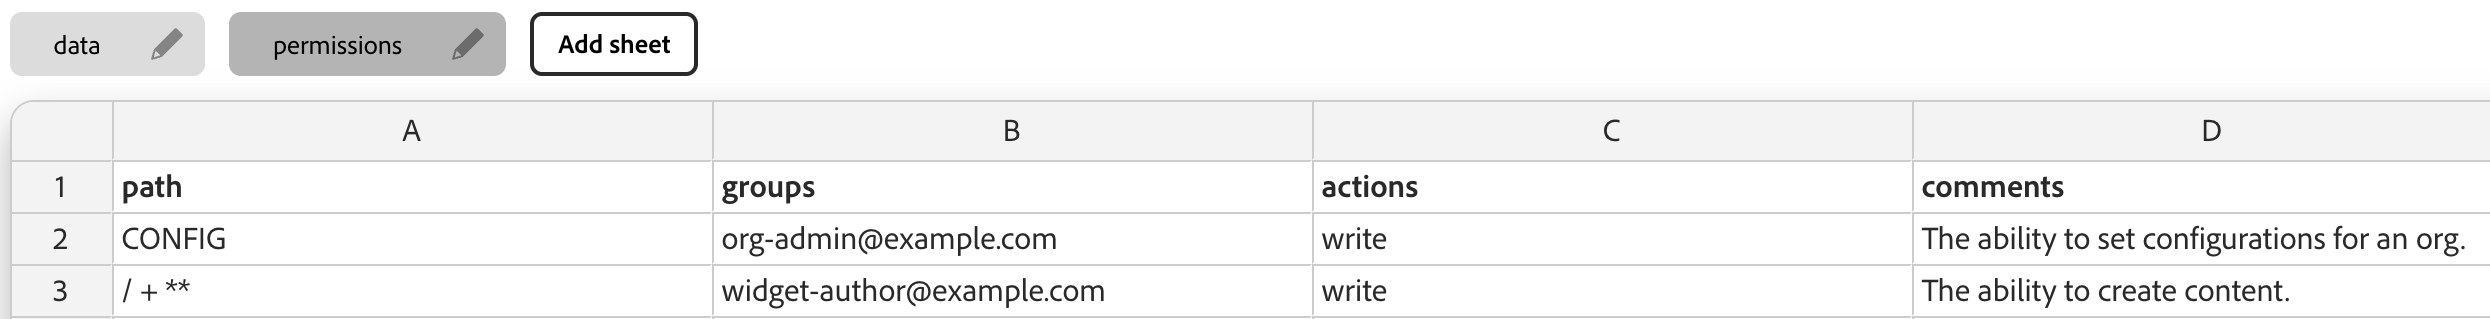 data permissions Add sheet
A B C D
1 path groups actions comments
2 CONFIG org-admin@example.com write The ability to set configurations for an org.
3 / + ** widget-author@example.com write The ability to create content.